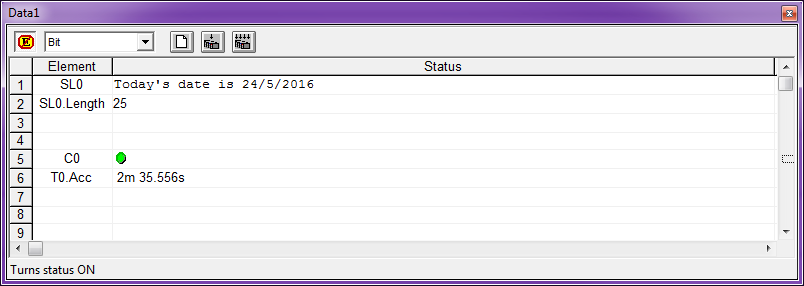 Data1
E Bit
Element Status
1 SL0 Today's date is 24/5/2016
2 SL0.Length 25
3
4
5 C0
6 T0.Acc 2m 35.556s
7
8
9
Turns status ON